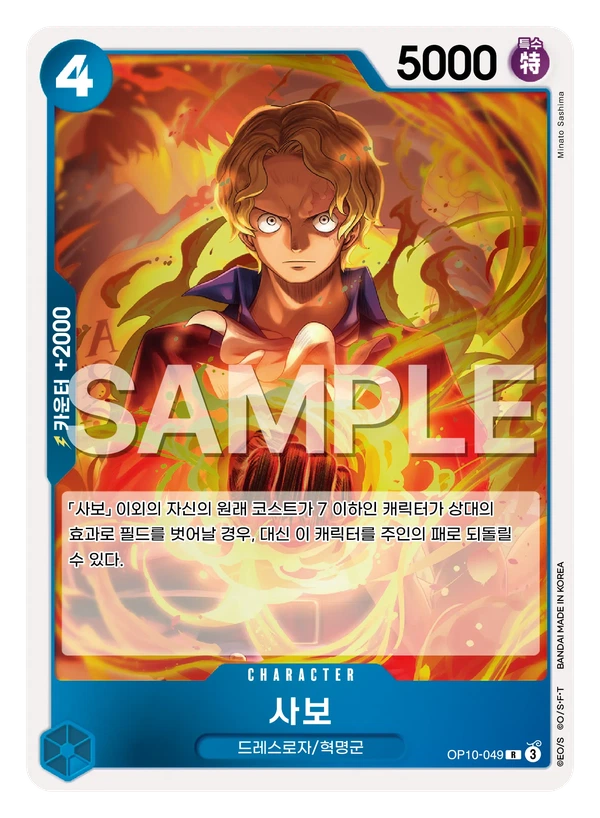 4
5000
특수
特
Minato Sashima
카운터 +2000
SAMPLE
「사보」 이외의 자신의 원래 코스트가 7 이하인 캐릭터가 상대의
효과로 필드를 벗어날 경우, 대신 이 캐릭터를 주인의 패로 되돌릴
수 있다.
CHARACTER
사보
드레스로자/혁명군
OP10-049 R 3
©EO/S ©O/S·F·T BANDAI MADE IN KOREA